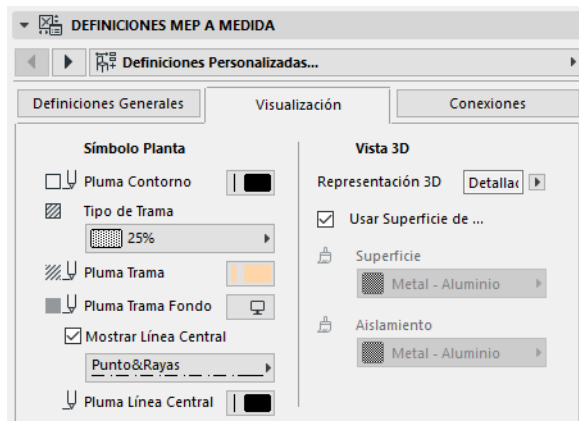 DEFINICIONES MEP A MEDIDA
Definiciones Personalizadas...
Definiciones Generales
Visualización
Conexiones
Símbolo Planta
Pluma Contorno
Tipo de Trama
25%
Pluma Trama
Pluma Trama Fondo
Mostrar Línea Central
Punto&Rayas
Pluma Línea Central
Vista 3D
Representación 3D
Detallac
Usar Superficie de ...
Superficie
Metal - Aluminio
Aislamiento
Metal - Aluminio